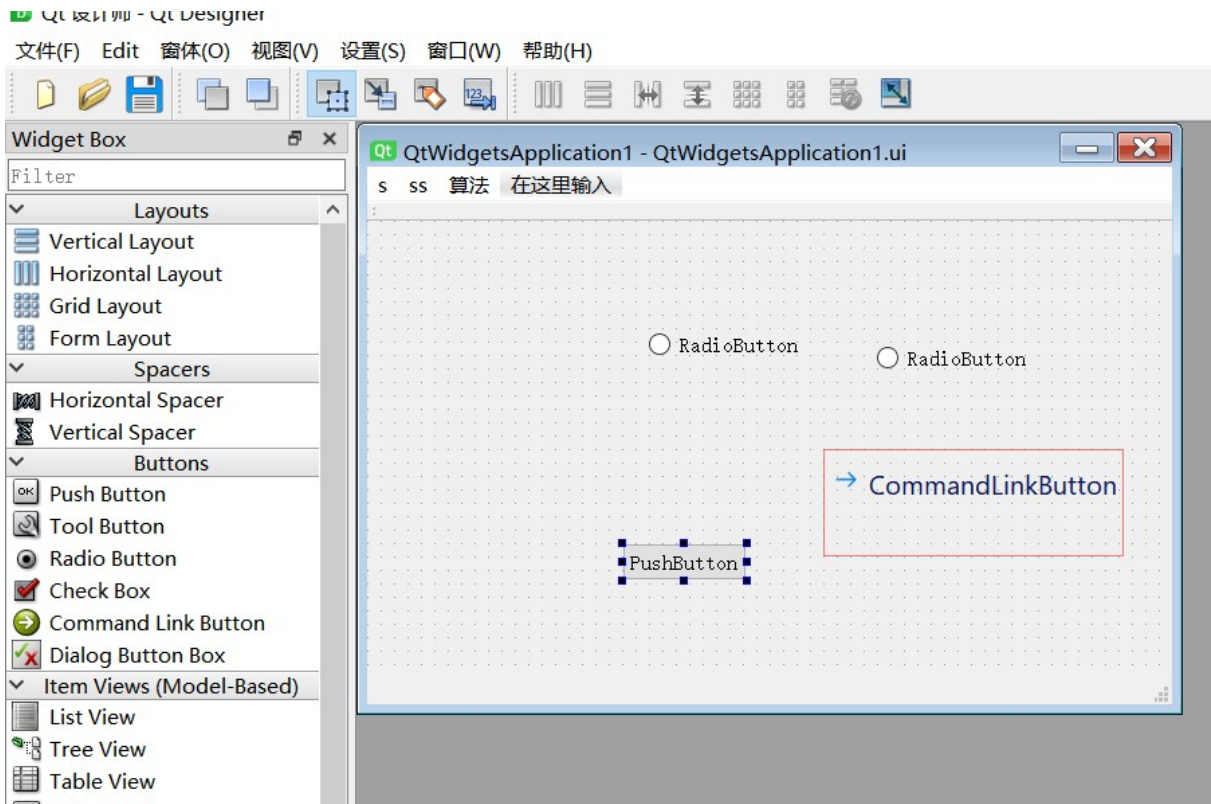 Qt 设计师 - Qt Designer
文件(F) Edit 窗体(O) 视图(V) 设置(S) 窗口(W) 帮助(H)
123
Widget Box
Filter
Layouts
Vertical Layout
Horizontal Layout
Grid Layout
Form Layout
Spacers
Horizontal Spacer
Vertical Spacer
Buttons
OK Push Button
Tool Button
Radio Button
Check Box
Command Link Button
Dialog Button Box
Item Views (Model-Based)
List View
Tree View
Table View
Qt QtWidgetsApplication1 - QtWidgetsApplication1.ui
s ss 算法 在这里输入
RadioButton
RadioButton
CommandLinkButton
PushButton